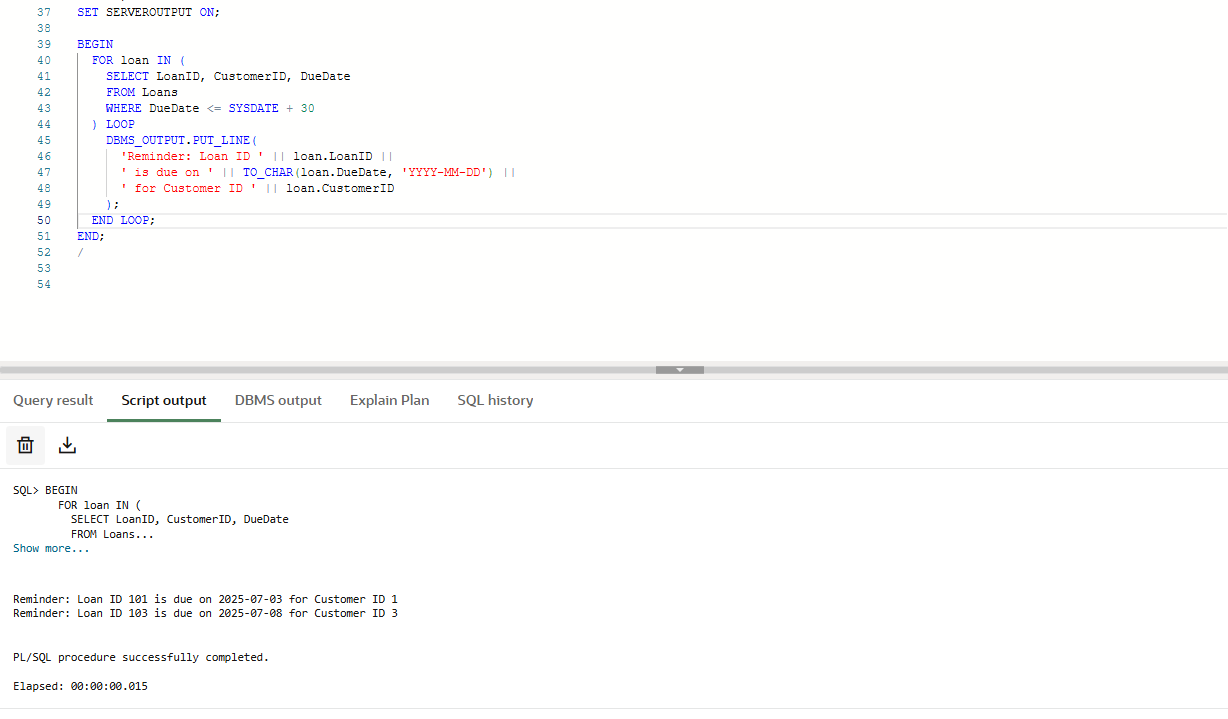 37 SET SERVEROUTPUT ON;
38
39 BEGIN
40 FOR loan IN (
41 SELECT LoanID, CustomerID, DueDate
42 FROM Loans
43 WHERE DueDate <= SYSDATE + 30
44 ) LOOP
45 DBMS_OUTPUT.PUT_LINE(
46 'Reminder: Loan ID ' || loan.LoanID ||
47 ' is due on ' || TO_CHAR(loan.DueDate, 'YYYY-MM-DD') ||
48 ' for Customer ID ' || loan.CustomerID
49 );
50 END LOOP;
51 END;
52 /
53
54
Query result Script output DBMS output Explain Plan SQL history
SQL> BEGIN
FOR loan IN (
SELECT LoanID, CustomerID, DueDate
FROM Loans...
Show more...
Reminder: Loan ID 101 is due on 2025-07-03 for Customer ID 1
Reminder: Loan ID 103 is due on 2025-07-08 for Customer ID 3
PL/SQL procedure successfully completed.
Elapsed: 00:00:00.015